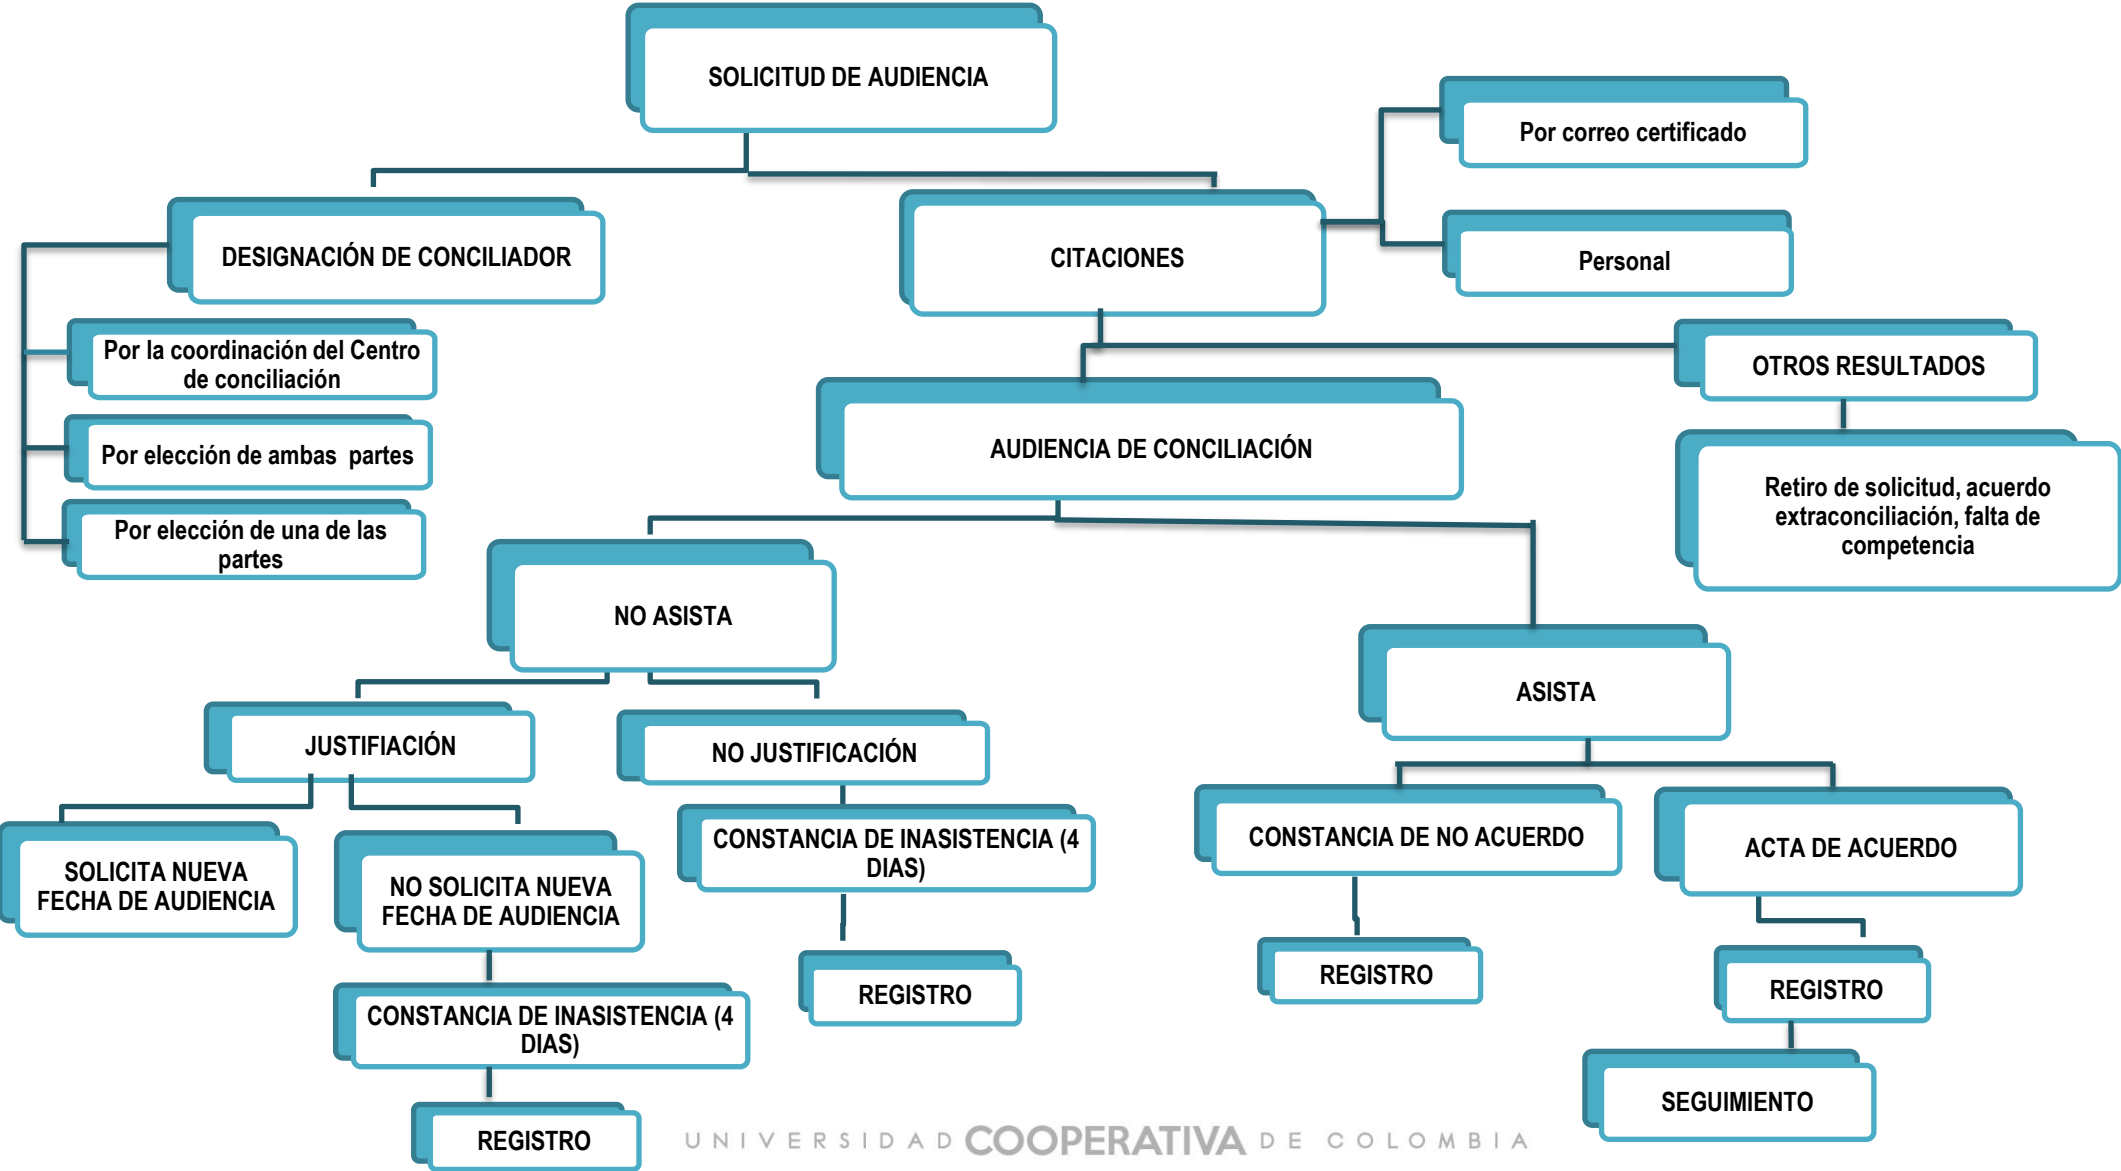 SOLICITUD DE AUDIENCIA
Por correo certificado
Personal
DESIGNACIÓN DE CONCILIADOR
CITACIONES
Por la coordinación del Centro
de conciliación
Por elección de ambas partes
Por elección de una de las
partes
OTROS RESULTADOS
Retiro de solicitud, acuerdo
extraconciliación, falta de
competencia
AUDIENCIA DE CONCILIACIÓN
NO ASISTA
ASISTA
JUSTIFIACIÓN
NO JUSTIFICACIÓN
SOLICITA NUEVA
FECHA DE AUDIENCIA
NO SOLICITA NUEVA
FECHA DE AUDIENCIA
CONSTANCIA DE INASISTENCIA (4
DIAS)
REGISTRO
CONSTANCIA DE INASISTENCIA (4
DIAS)
REGISTRO
CONSTANCIA DE NO ACUERDO
REGISTRO
ACTA DE ACUERDO
REGISTRO
SEGUIMIENTO
UNIVERSIDAD COOPERATIVA DE COLOMBIA